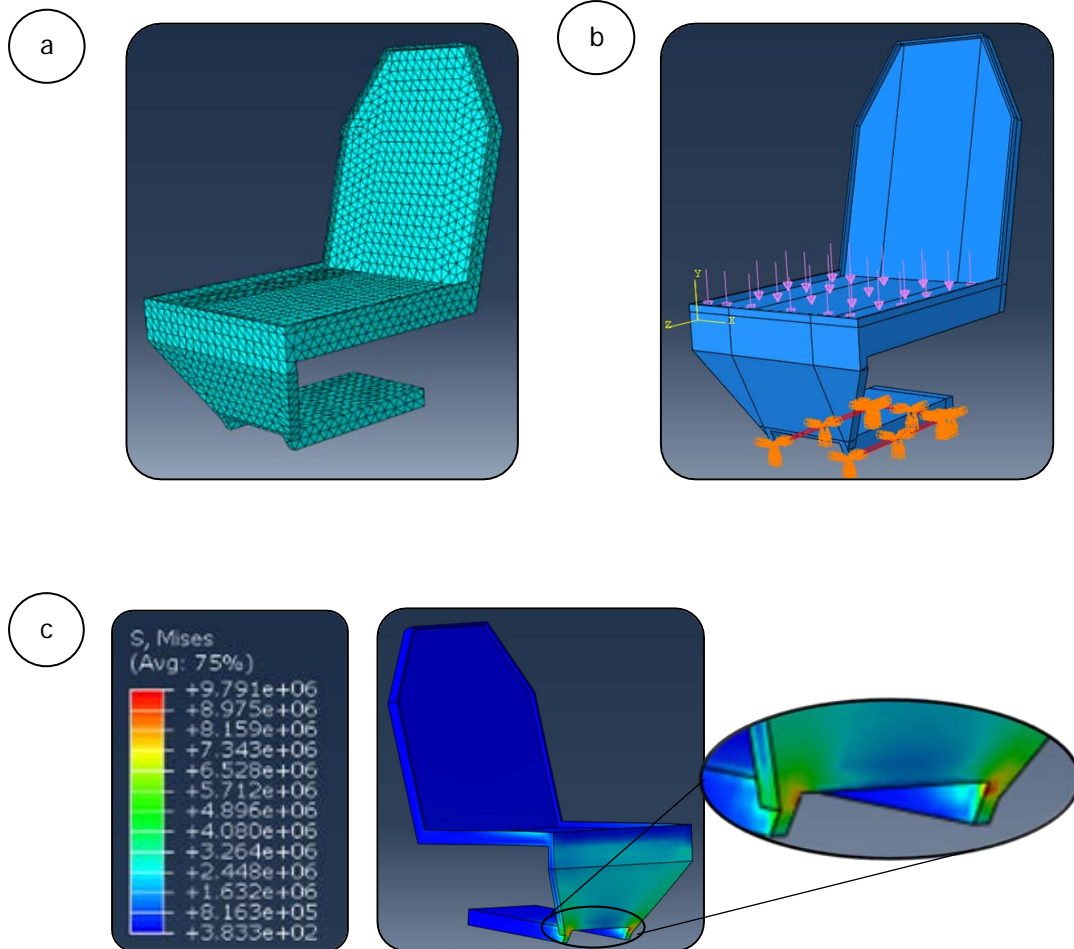 a
b
Y
Z
X
c
S, Mises
(Avg: 75%)
+9.791e+06
+8.975e+06
+8.159e+06
+7.343e+06
+6.528e+06
+5.712e+06
+4.896e+06
+4.080e+06
+3.264e+06
+2.448e+06
+1.632e+06
+8.163e+05
+3.833e+02